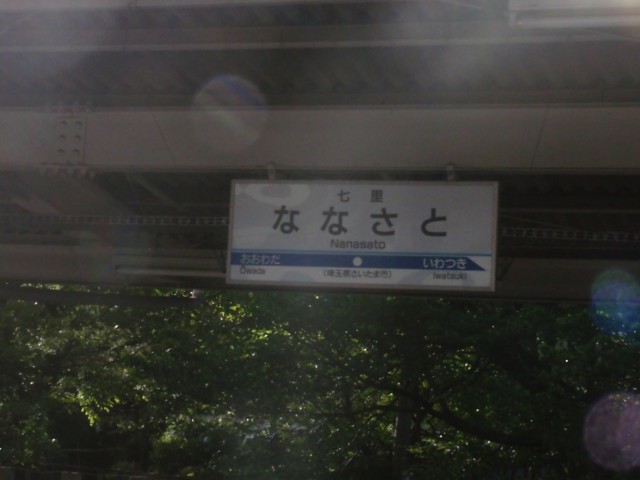 七里
ななさと
Nanasato
おおわだ いわつき
Ōwada (埼玉県さいたま市) Iwatsuki